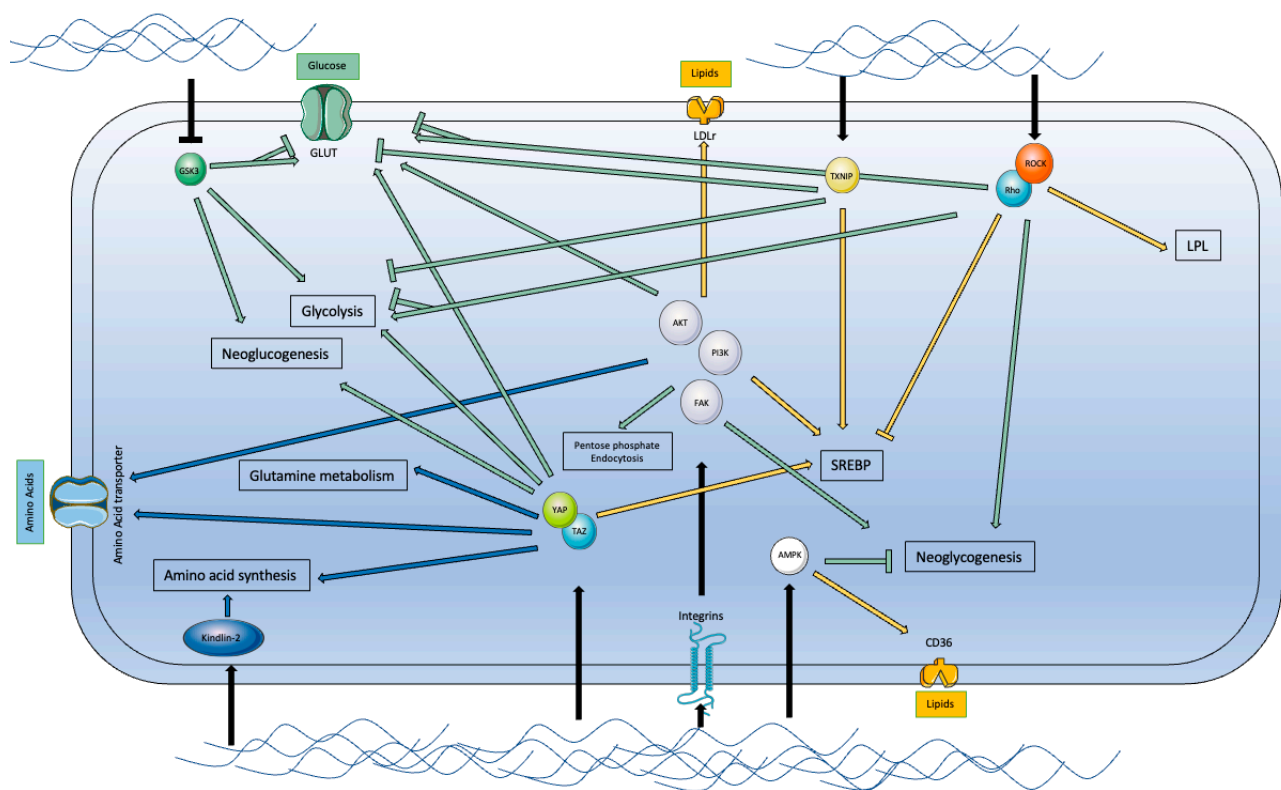 Glucose
Lipids
LDLr
GLUT
GSK3
TXNIP
ROCK
Rho
LPL
Glycolysis
Neoglucogenesis
AKT
PI3K
FAK
Pentose phosphate
Endocytosis
SREBP
Glutamine metabolism
Amino Acids
Amino Acid transporter
YAP
TAZ
AMPK
Neoglycogenesis
Amino acid synthesis
Kindlin-2
Integrins
CD36
Lipids